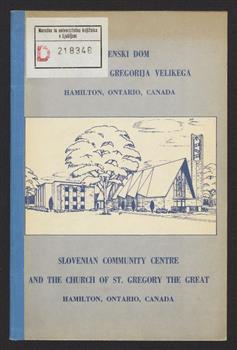 Narodna in univerzitetna knjižnica
v Ljubljani
D 218348
ENSKI DOM
GREGORIJA VELIKEGA
HAMILTON, ONTARIO, CANADA
SLOVENIAN COMMUNITY CENTRE
AND THE CHURCH OF ST. GREGORY THE GREAT
HAMILTON, ONTARIO, CANADA